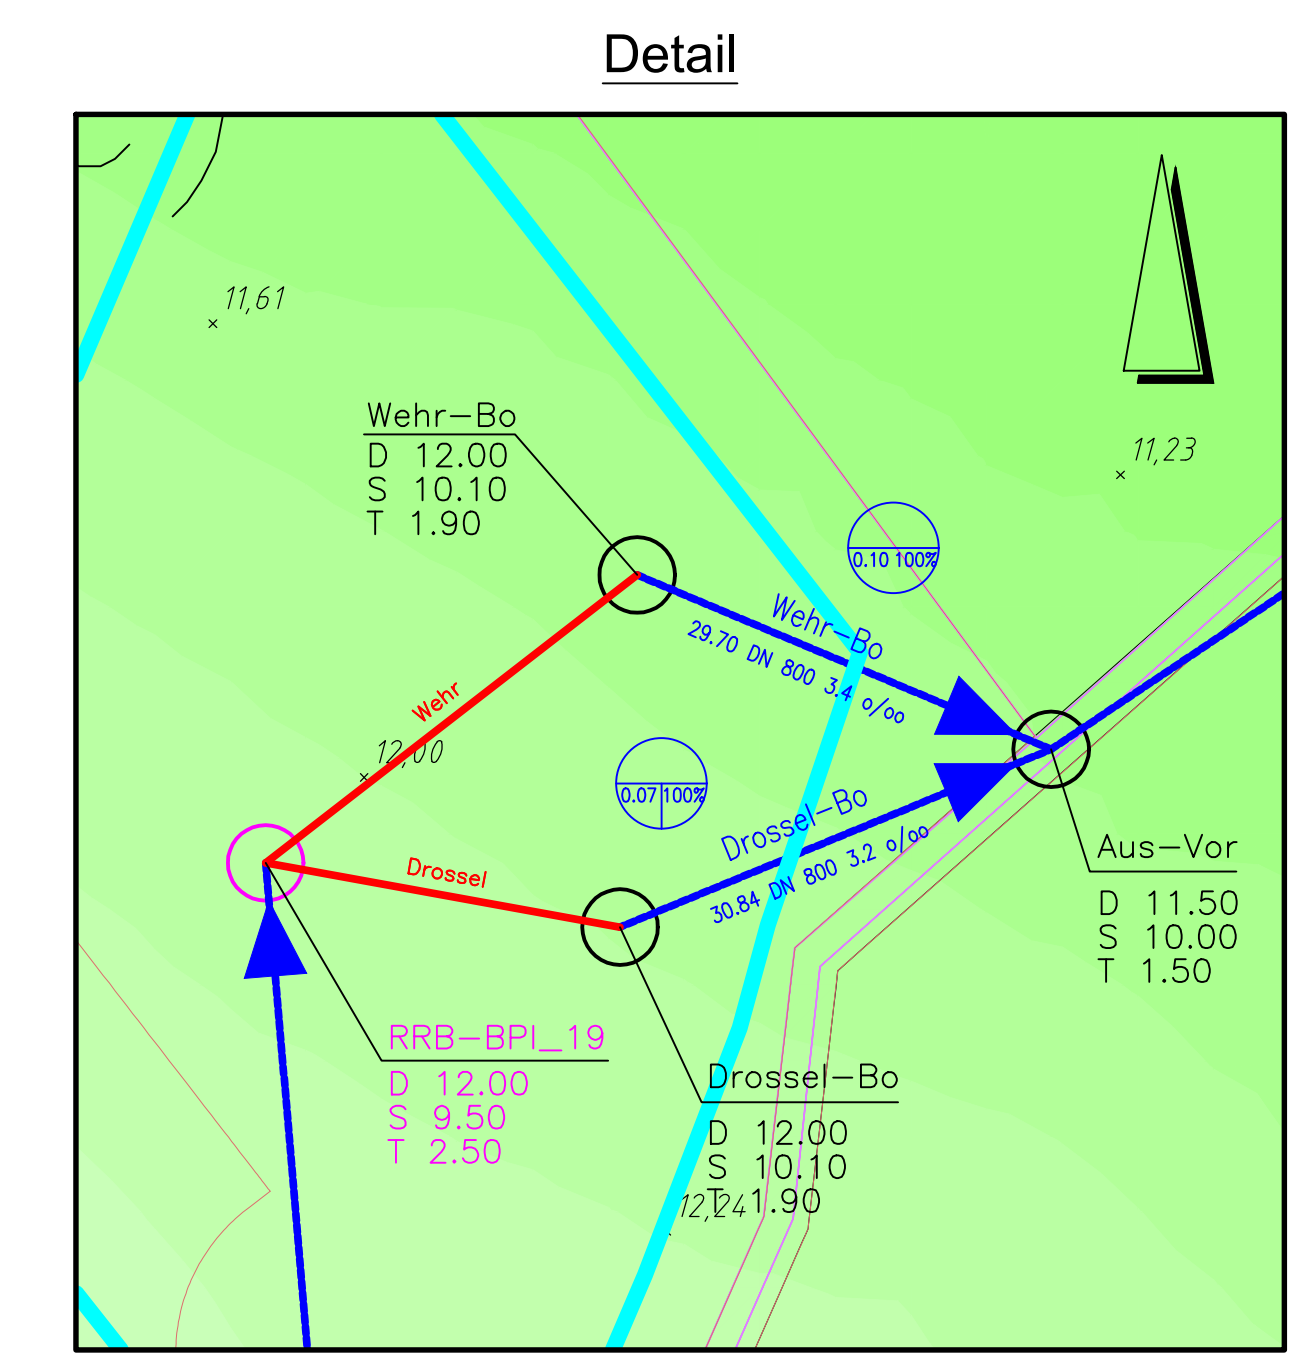 Detail
11,61
Wehr-Bo
D 12.00
S 10.10
T 1.90
11,23
0.10 100%
Wehr-Bo
29.70 DN 800 3.4 o/oo
Wehr
12,00
0.07 100%
Drossel-Bo
30.84 DN 800 3.2 o/oo
Drossel
Aus-Vor
D 11.50
S 10.00
T 1.50
RRB-BPl_19
D 12.00
S 9.50
T 2.50
Drossel-Bo
D 12.00
S 10.10
T 1.90
12,24